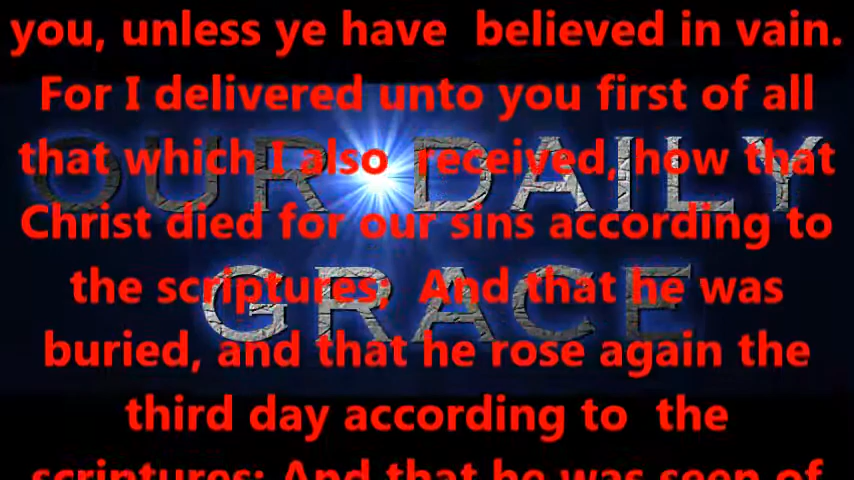 you, unless ye have believed in vain.
For I delivered unto you first of all
that which I also received, how that
Christ died for our sins according to
the scriptures; And that he was
buried, and that he rose again the
third day according to the
scriptures: And that he was seen of
OUR DAILY
GRACE